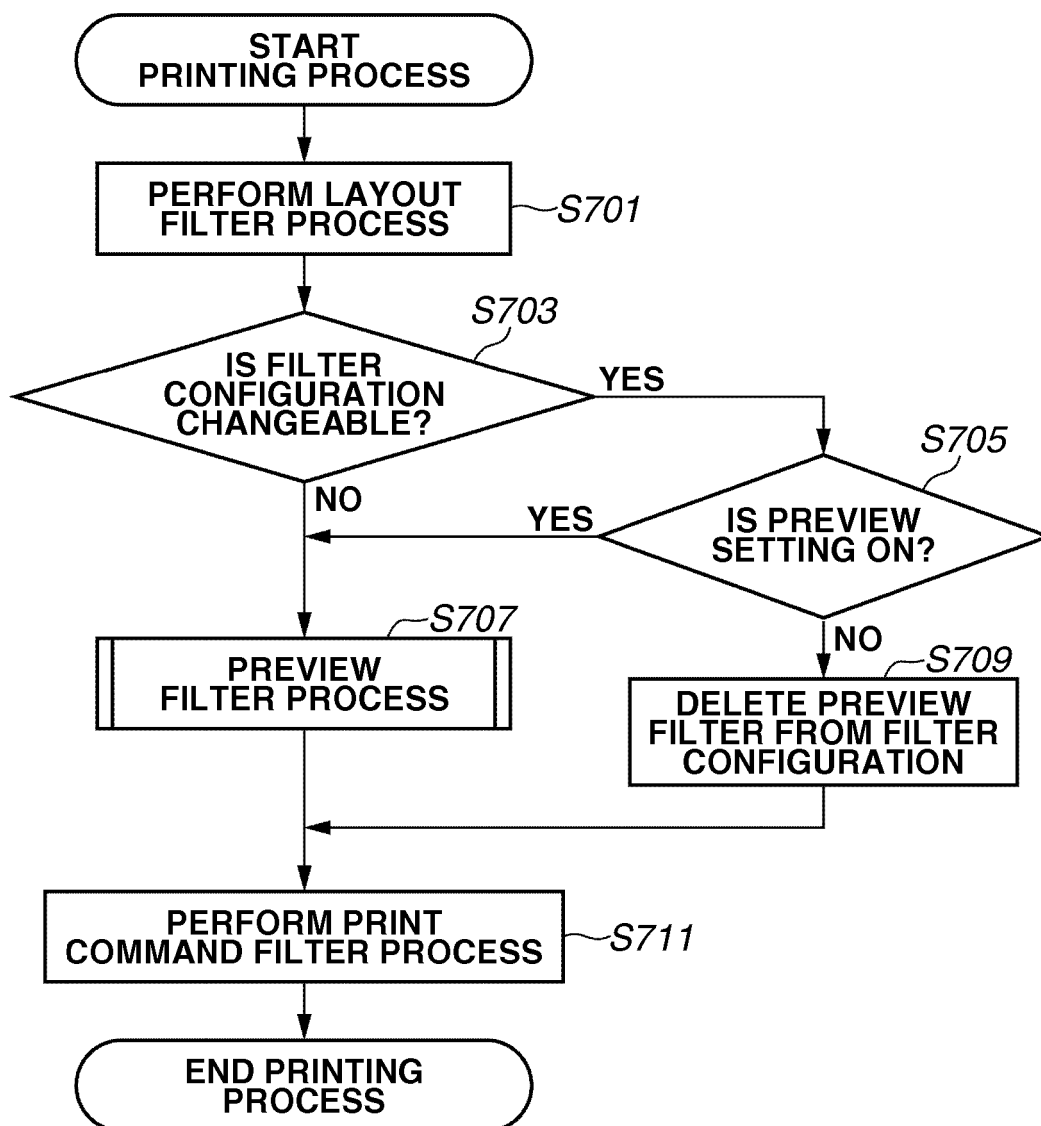 START
PRINTING PROCESS
PERFORM LAYOUT
FILTER PROCESS
S701
S703
IS FILTER
CONFIGURATION
CHANGEABLE?
YES
NO
S705
IS PREVIEW
SETTING ON?
YES
NO
S707
PREVIEW
FILTER PROCESS
S709
DELETE PREVIEW
FILTER FROM FILTER
CONFIGURATION
PERFORM PRINT
COMMAND FILTER PROCESS
S711
END PRINTING
PROCESS